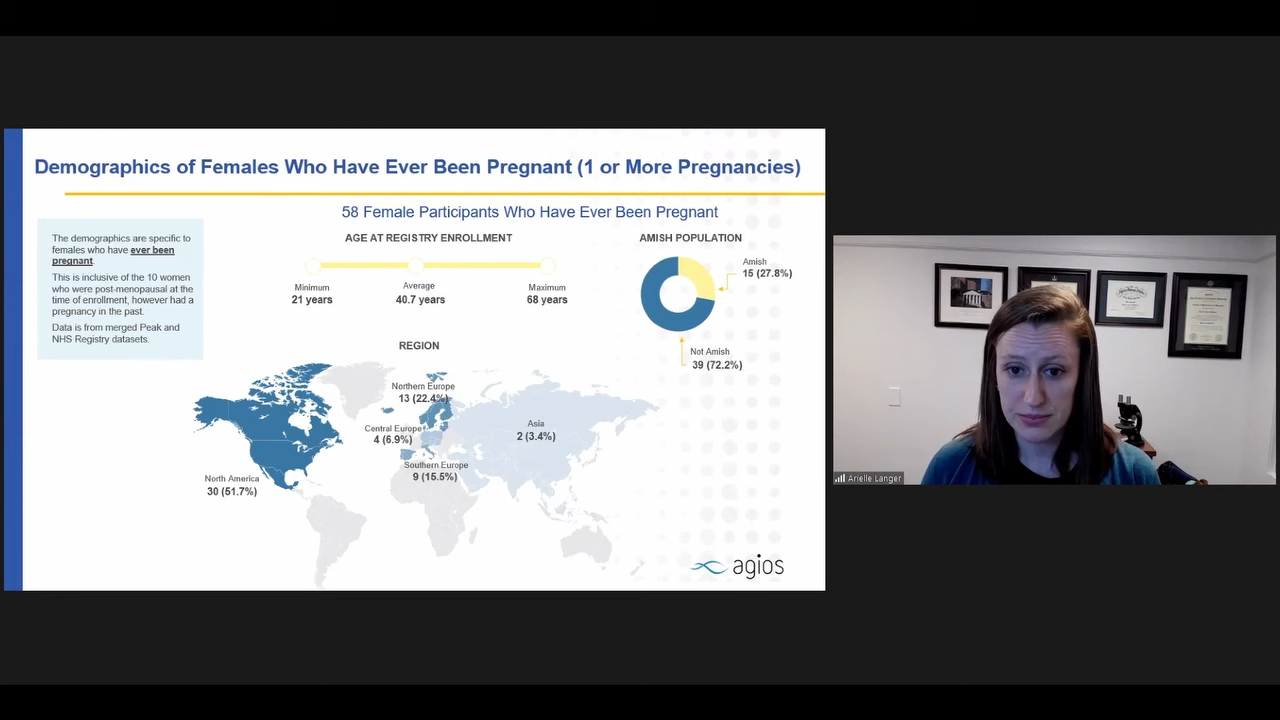 Demographics of Females Who Have Ever Been Pregnant (1 or More Pregnancies)
58 Female Participants Who Have Ever Been Pregnant
The demographics are specific to
females who have ever been
pregnant.
This is inclusive of the 10 women
who were post-menopausal at the
time of enrollment, however had a
pregnancy in the past.
Data is from merged Peak and
NHS Registry datasets.
AGE AT REGISTRY ENROLLMENT
Minimum
21 years
Average
40.7 years
Maximum
68 years
AMISH POPULATION
Amish
15 (27.8%)
Not Amish
39 (72.2%)
REGION
Northern Europe
13 (22.4%)
Central Europe
4 (6.9%)
Asia
2 (3.4%)
Southern Europe
9 (15.5%)
North America
30 (51.7%)
agios
Arielle Langer